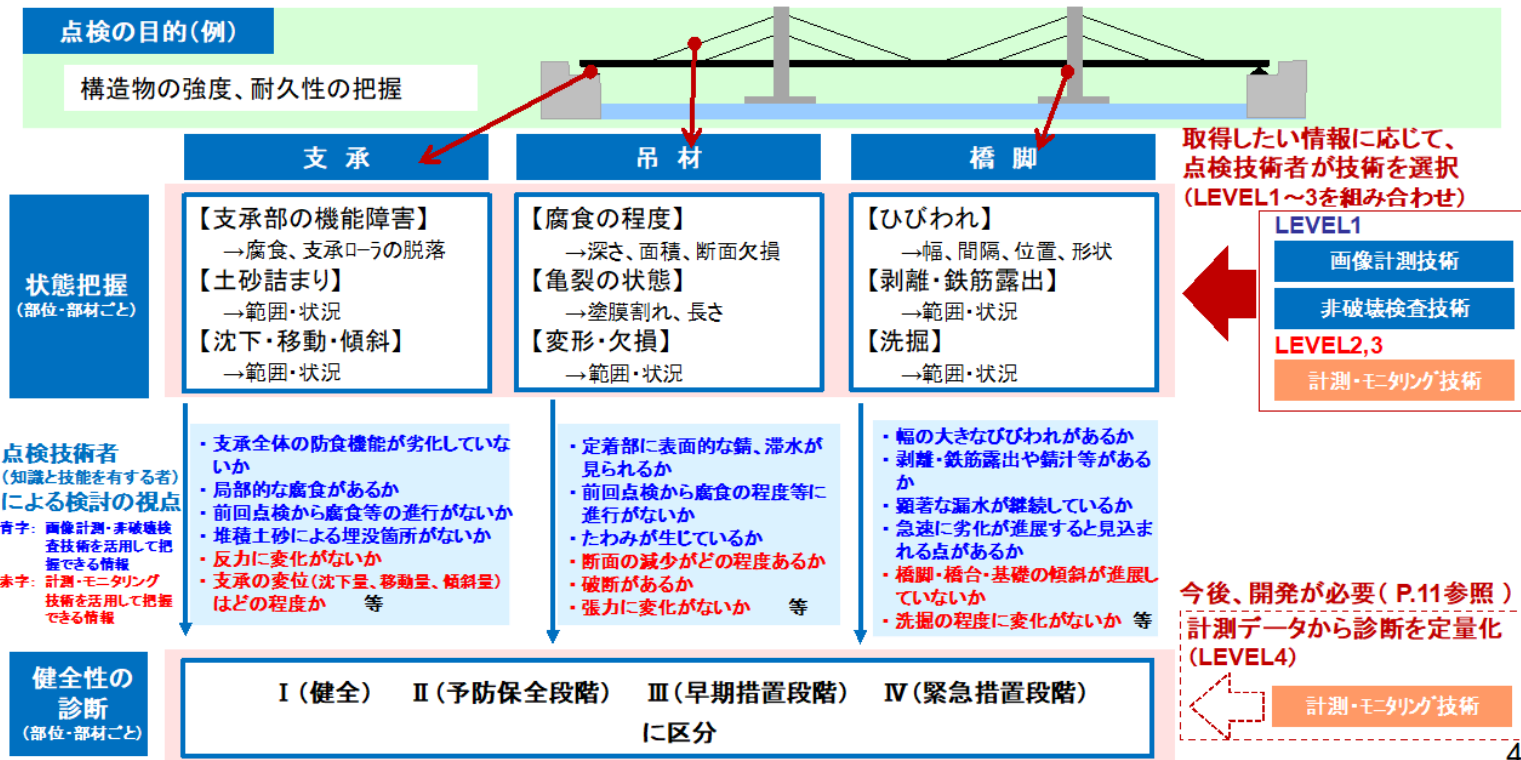 点検の目的(例)
構造物の強度、耐久性の把握
支 承
吊 材
橋 脚
取得したい情報に応じて、
点検技術者が技術を選択
(LEVEL1～3を組み合わせ)
状態把握
(部位･部材ごと)
【支承部の機能障害】
→腐食、支承ﾛｰﾗの脱落
【土砂詰まり】
→範囲･状況
【沈下･移動･傾斜】
→範囲･状況
【腐食の程度】
→深さ、面積、断面欠損
【亀裂の状態】
→塗膜割れ、長さ
【変形･欠損】
→範囲･状況
【ひびわれ】
→幅、間隔、位置、形状
【剥離･鉄筋露出】
→範囲･状況
【洗掘】
→範囲･状況
LEVEL1
画像計測技術
非破壊検査技術
LEVEL2,3
計測･ﾓﾆﾀﾘﾝｸﾞ技術
点検技術者
(知識と技能を有する者)
による検討の視点
青字: 画像計測･非破壊検
査技術を活用して把
握できる情報
赤字: 計測･モニタリング
技術を活用して把握
できる情報
・支承全体の防食機能が劣化していな
いか
・局部的な腐食があるか
・前回点検から腐食等の進行がないか
・堆積土砂による埋没箇所がないか
・反力に変化がないか
・支承の変位(沈下量、移動量、傾斜量)
はどの程度か 等
・定着部に表面的な錆、滞水が
見られるか
・前回点検から腐食の程度等に
進行がないか
・たわみが生じているか
・断面の減少がどの程度あるか
・破断があるか
・張力に変化がないか 等
・幅の大きなびびわれがあるか
・剥離･鉄筋露出や錆汁等がある
か
・顕著な漏水が継続しているか
・急速に劣化が進展すると見込ま
れる点があるか
・橋脚･橋台･基礎の傾斜が進展し
ていないか
・洗掘の程度に変化がないか 等
今後、開発が必要( P.11参照 )
計測データから診断を定量化
(LEVEL4)
計測･ﾓﾆﾀﾘﾝｸﾞ技術
健全性の
診断
(部位･部材ごと)
Ⅰ(健全) Ⅱ(予防保全段階) Ⅲ(早期措置段階) Ⅳ(緊急措置段階)
に区分
4